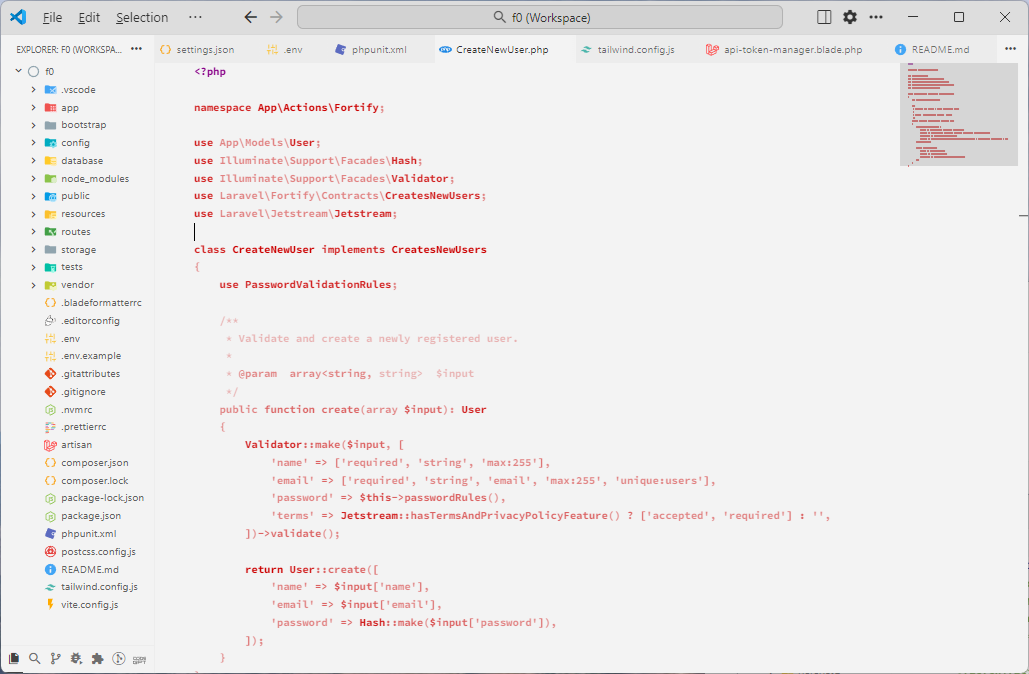 File Edit Selection ··· f0 (Workspace)
EXPLORER: F0 (WORKSPA... ···
settings.json .env phpunit.xml CreateNewUser.php tailwind.config.js api-token-manager.blade.php README.md ···
f0
.vscode
app
bootstrap
config
database
node_modules
public
resources
routes
storage
tests
vendor
.bladeformatterrc
.editorconfig
.env
.env.example
.gitattributes
.gitignore
.nvmrc
.prettierrc
artisan
composer.json
composer.lock
package-lock.json
package.json
phpunit.xml
postcss.config.js
README.md
tailwind.config.js
vite.config.js
<?php

namespace App\Actions\Fortify;

use App\Models\User;
use Illuminate\Support\Facades\Hash;
use Illuminate\Support\Facades\Validator;
use Laravel\Fortify\Contracts\CreatesNewUsers;
use Laravel\Jetstream\Jetstream;

class CreateNewUser implements CreatesNewUsers
{
    use PasswordValidationRules;

    /**
     * Validate and create a newly registered user.
     *
     * @param  array<string, string>  $input
     */
    public function create(array $input): User
    {
        Validator::make($input, [
            'name' => ['required', 'string', 'max:255'],
            'email' => ['required', 'string', 'email', 'max:255', 'unique:users'],
            'password' => $this->passwordRules(),
            'terms' => Jetstream::hasTermsAndPrivacyPolicyFeature() ? ['accepted', 'required'] : '',
        ])->validate();

        return User::create([
            'name' => $input['name'],
            'email' => $input['email'],
            'password' => Hash::make($input['password']),
        ]);
    }